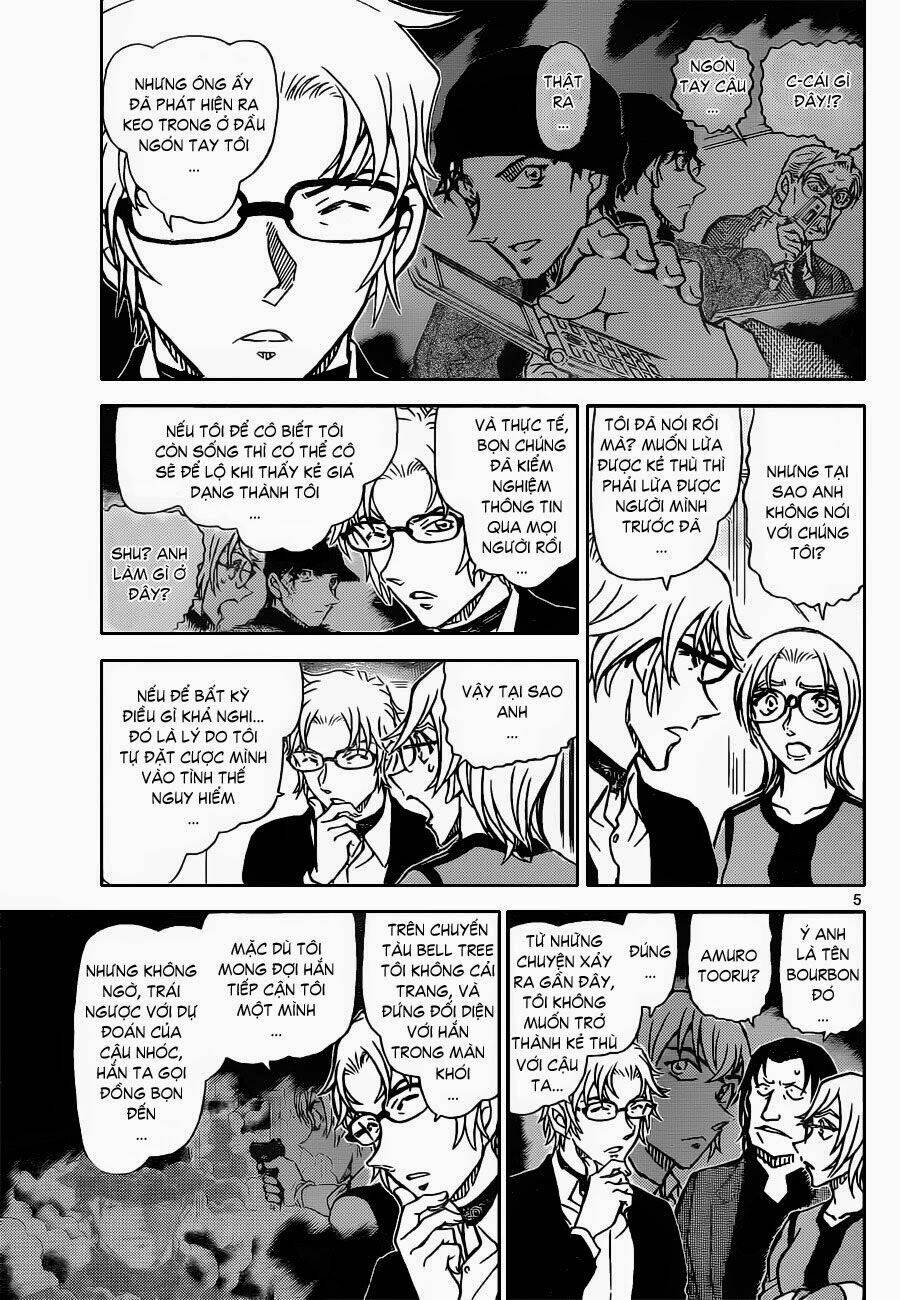 C-CÁI GÌ
ĐÂY!?
NGÓN
TAY CẬU
...
THẬT
RA
...
NHƯNG ÔNG ẤY
ĐÃ PHÁT HIỆN RA
KEO TRONG Ở ĐẦU
NGÓN TAY TÔI
...
NHƯNG TẠI
SAO ANH
KHÔNG NÓI
VỚI CHÚNG
TÔI?
TÔI ĐÃ NÓI RỒI
MÀ? MUỐN LỪA
ĐƯỢC KẺ THÙ THÌ
PHẢI LỪA ĐƯỢC
NGƯỜI MÌNH
TRƯỚC ĐÃ
...
VÀ THỰC TẾ,
BỌN CHÚNG
ĐÃ KIỂM
NGHIỆM
THÔNG TIN
QUA MỌI
NGƯỜI RỒI
NẾU TÔI ĐỂ CÔ BIẾT TÔI
CÒN SỐNG THÌ CÓ THỂ CÔ
SẼ ĐỂ LỘ KHI THẤY KẺ GIẢ
DẠNG THÀNH TÔI
...
SHU? ANH
LÀM GÌ Ở
ĐÂY?
VẬY TẠI SAO
ANH
...
NẾU ĐỂ BẤT KỲ
ĐIỀU GÌ KHẢ NGHI...
ĐÓ LÀ LÝ DO TÔI
TỰ ĐẶT CƯỢC MÌNH
VÀO TÌNH THẾ
NGUY HIỂM
...
5
Ý ANH
LÀ TÊN
BOURBON
ĐÓ ...
AMURO
TOORU?
ĐÚNG
...
TỪ NHỮNG
CHUYỆN XẢY
RA GẦN ĐÂY,
TÔI KHÔNG
MUỐN TRỞ
THÀNH KẺ THÙ
VỚI CẬU
TA...
TRÊN CHUYẾN
TÀU BELL TREE
TÔI KHÔNG CẢI
TRANG, VÀ
ĐỨNG ĐỐI DIỆN
VỚI HẮN
TRONG MÀN
KHÓI
MẶC DÙ TÔI
MONG ĐỢI HẮN
TIẾP CẬN TÔI
MỘT MÌNH
...
NHƯNG KHÔNG
NGỜ, TRÁI
NGƯỢC VỚI DỰ
ĐOÁN CỦA
CẬU NHÓC,
HẮN TA GỌI
ĐỒNG BỌN
ĐẾN
...